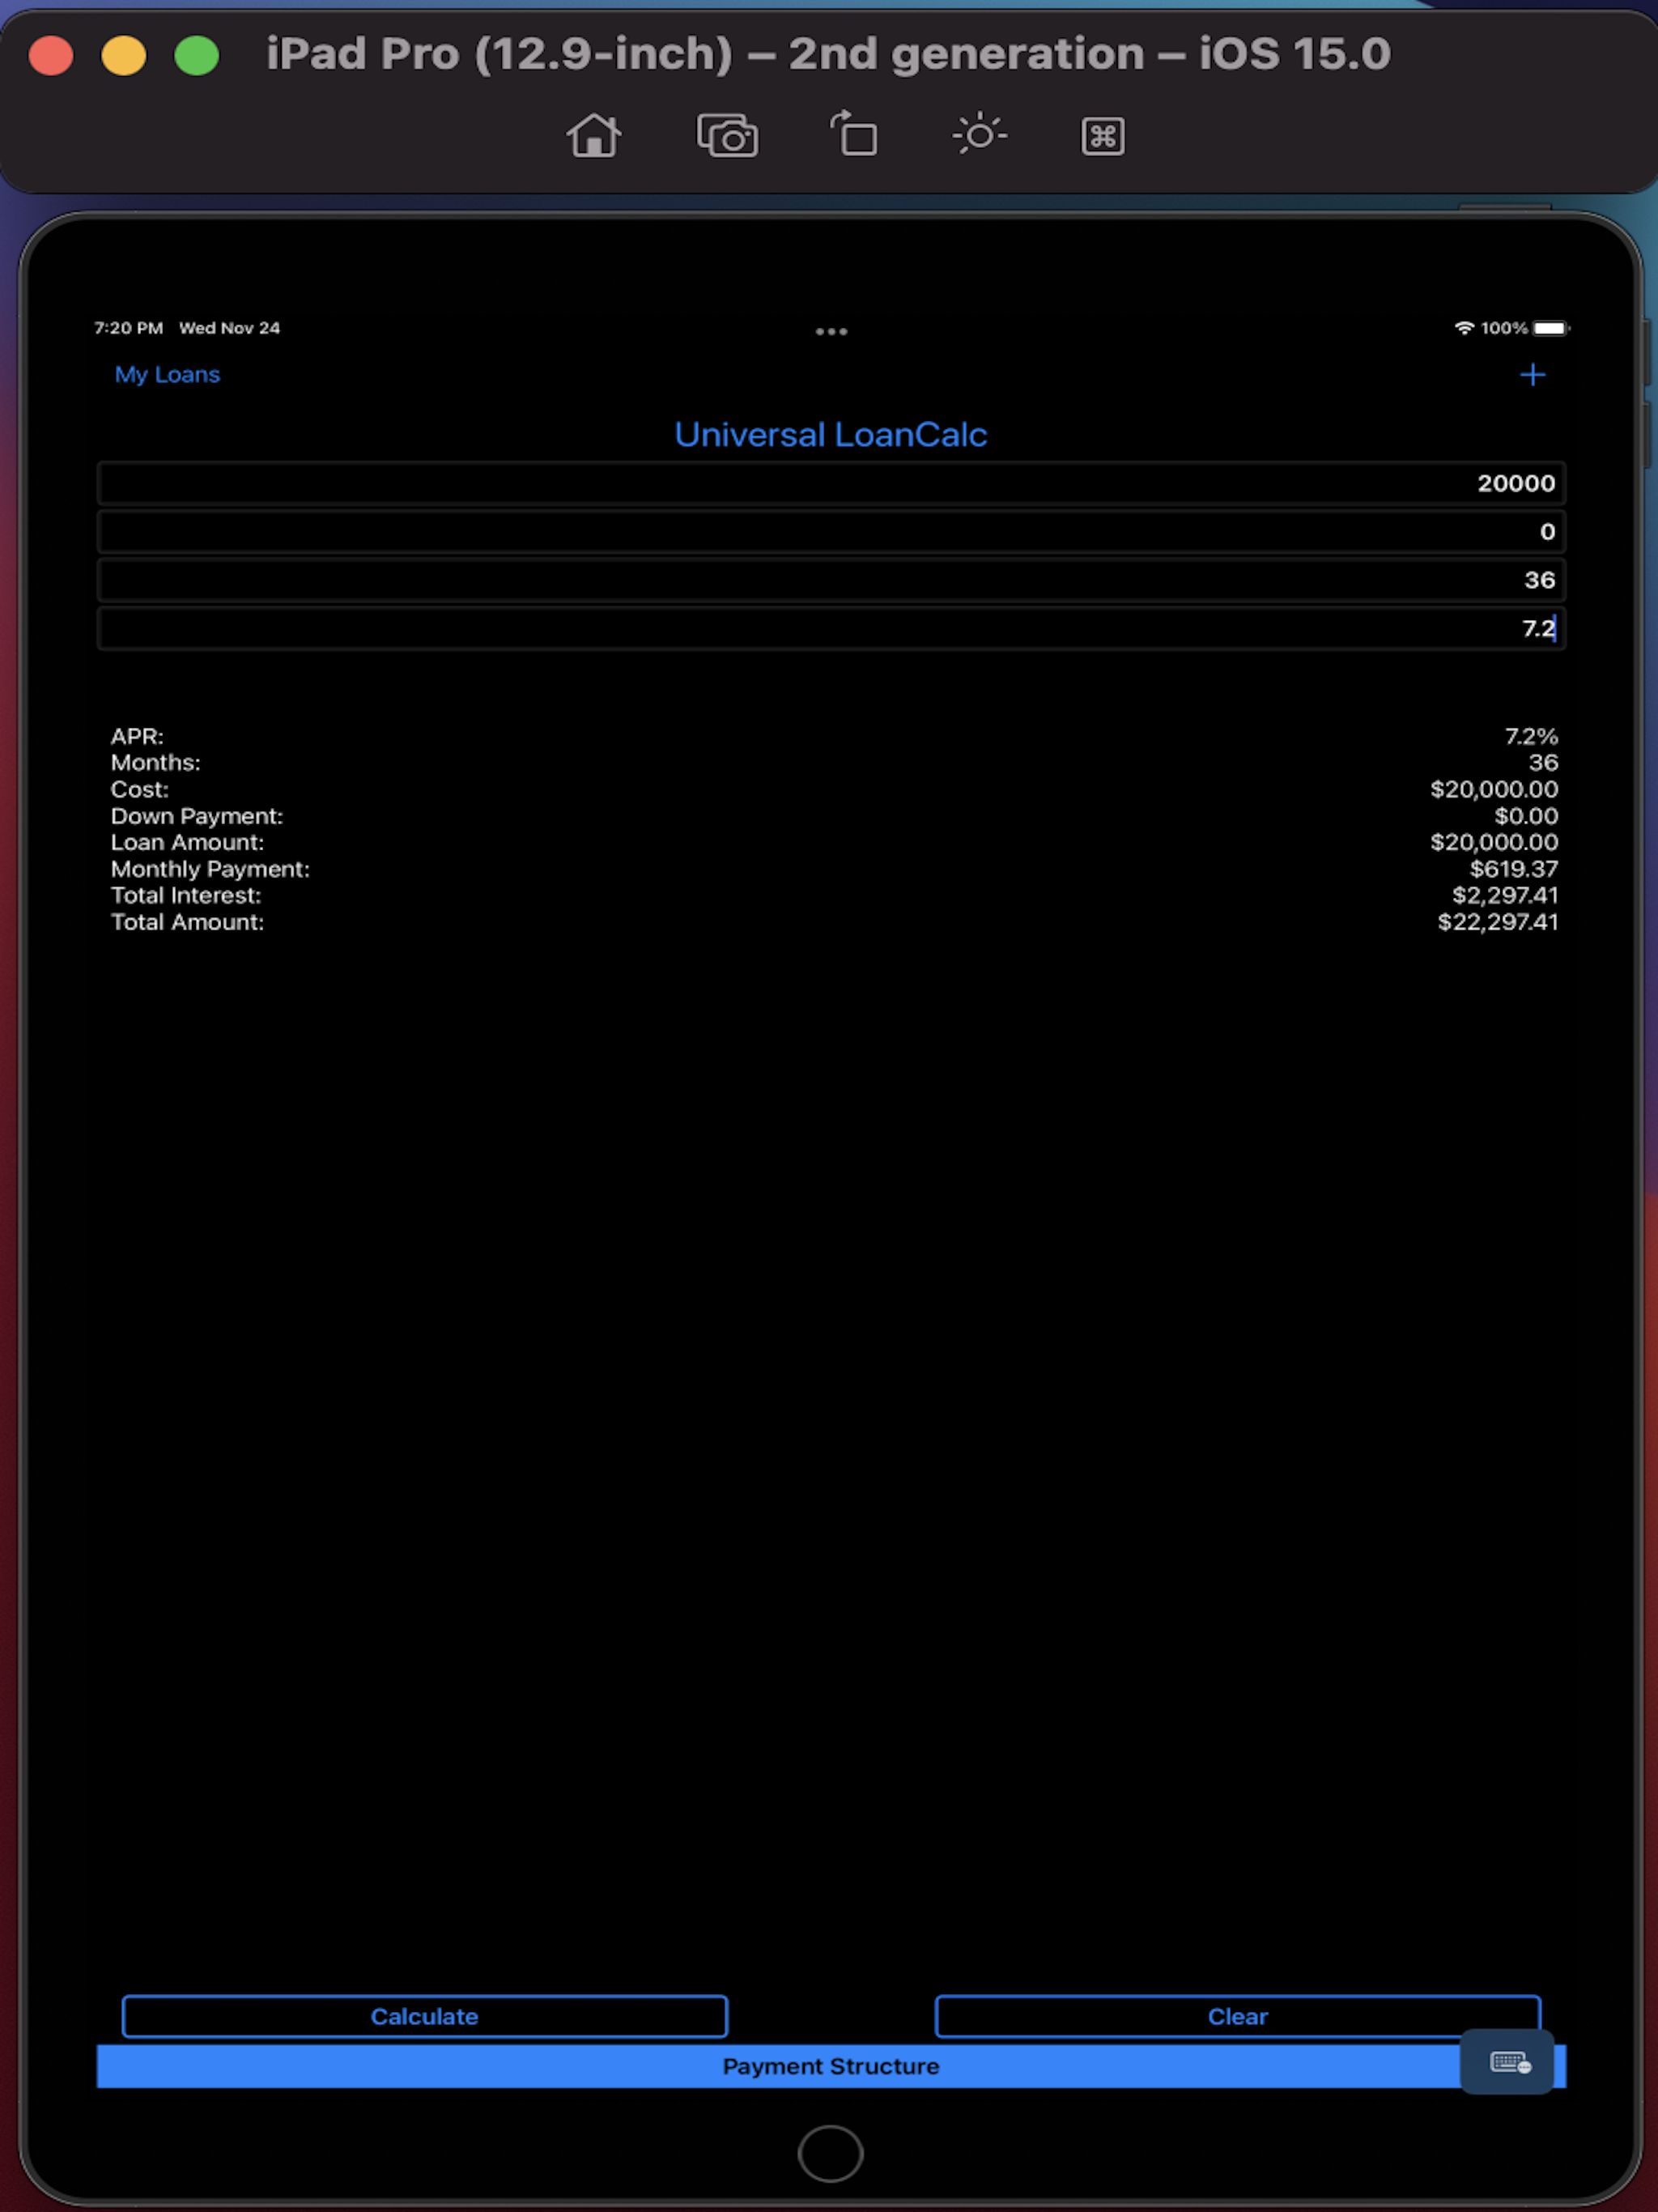 iPad Pro (12.9-inch) – 2nd generation – iOS 15.0
7:20 PM Wed Nov 24
100%
My Loans
+
Universal LoanCalc
20000
0
36
7.2
APR: 7.2%
Months: 36
Cost: $20,000.00
Down Payment: $0.00
Loan Amount: $20,000.00
Monthly Payment: $619.37
Total Interest: $2,297.41
Total Amount: $22,297.41
Calculate Clear
Payment Structure